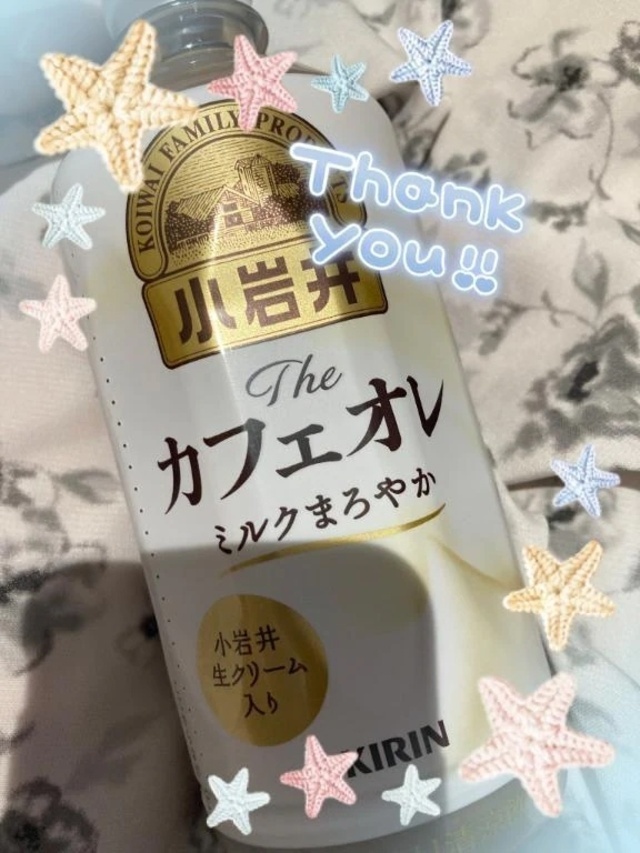 KOIWAI FAMILY PRODUCTS
Thank
you!!
小岩井
The
カフェオレ
ミルクまろやか
小岩井
生クリーム
入り
KIRIN